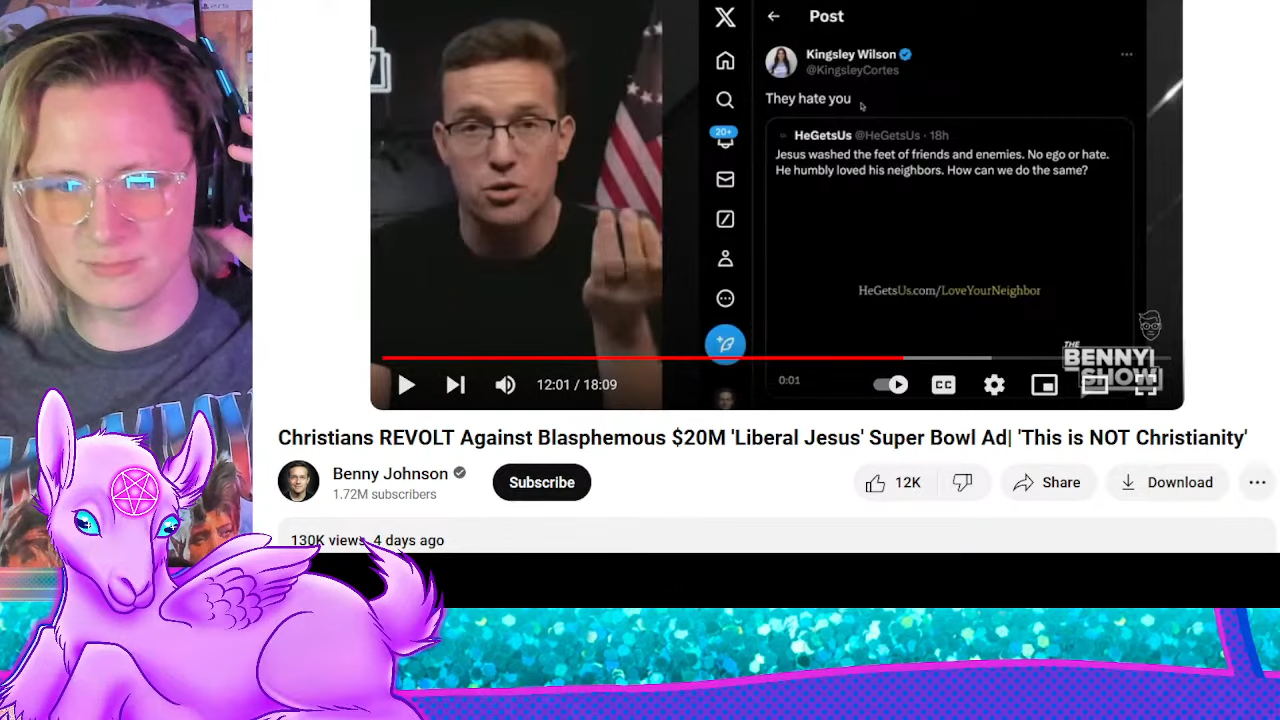 Post
Kingsley Wilson
@KingsleyCortes
They hate you
20+
HeGetsUs @HeGetsUs · 18h
Jesus washed the feet of friends and enemies. No ego or hate.
He humbly loved his neighbors. How can we do the same?
HeGetsUs.com/LoveYourNeighbor
0:01
THE
BENNY
SHOW
12:01 / 18:09
CC
Christians REVOLT Against Blasphemous $20M 'Liberal Jesus' Super Bowl Ad| 'This is NOT Christianity'
Benny Johnson
1.72M subscribers
Subscribe
12K
Share
Download
130K views 4 days ago